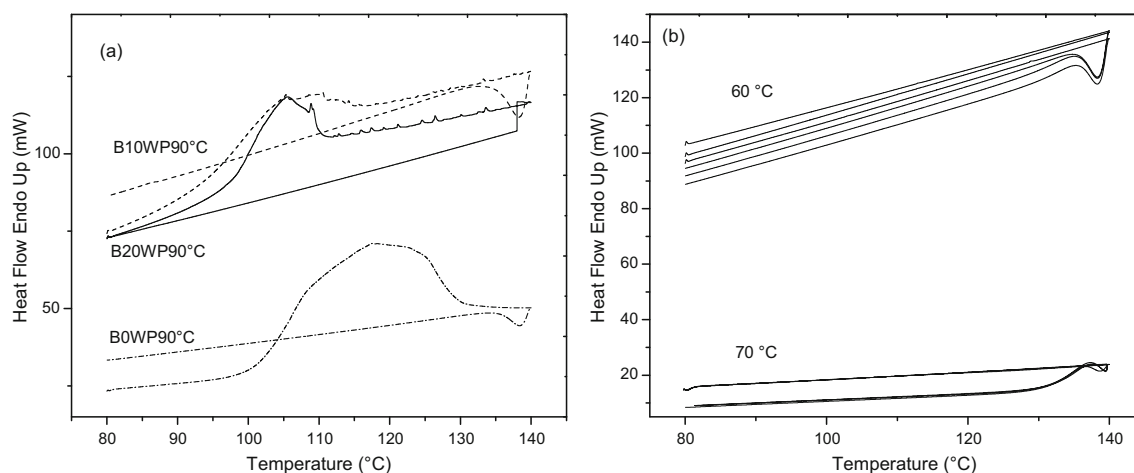 (a)
100
50
Heat Flow Endo Up (mW)
B10WP90°C
B20WP90°C
B0WP90°C
80 90 100 110 120 130 140
Temperature (°C)
(b)
140
120
100
80
60
40
20
Heat Flow Endo Up (mW)
60 °C
70 °C
80 100 120 140
Temperature (°C)